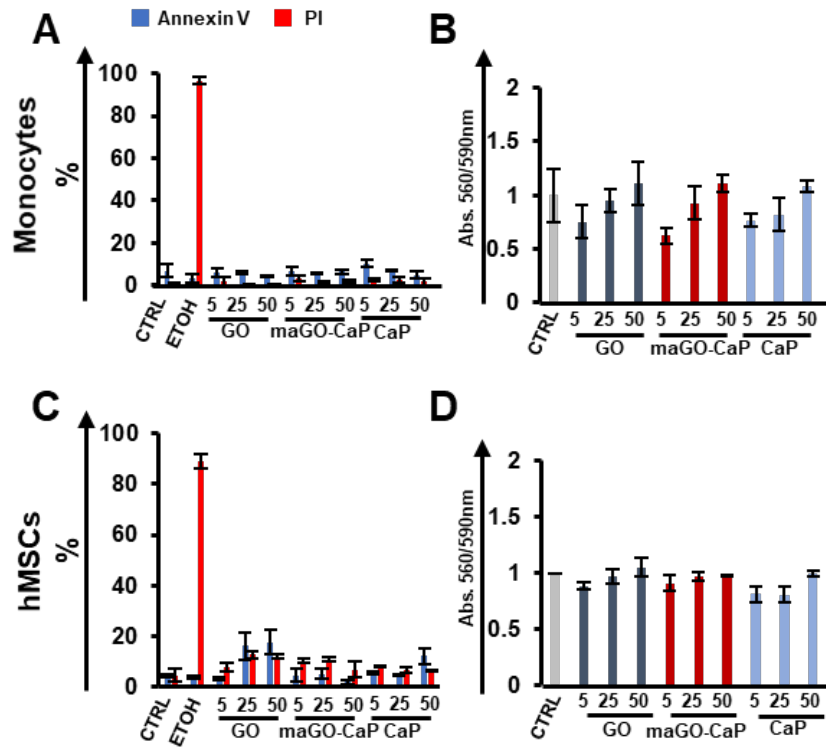 Annexin V PI
A
Monocytes
%
100
80
60
40
20
0
CTRL ETOH 5 25 50 5 25 50 5 25 50
GO maGO-CaP CaP
B
Abs. 560/590nm
2
1.5
1
0.5
0
CTRL 5 25 50 5 25 50 5 25 50
GO maGO-CaP CaP
C
hMSCs
%
100
80
60
40
20
0
CTRL ETOH 5 25 50 5 25 50 5 25 50
GO maGO-CaP CaP
D
Abs. 560/590nm
2
1.5
1
0.5
0
CTRL 5 25 50 5 25 50 5 25 50
GO maGO-CaP CaP